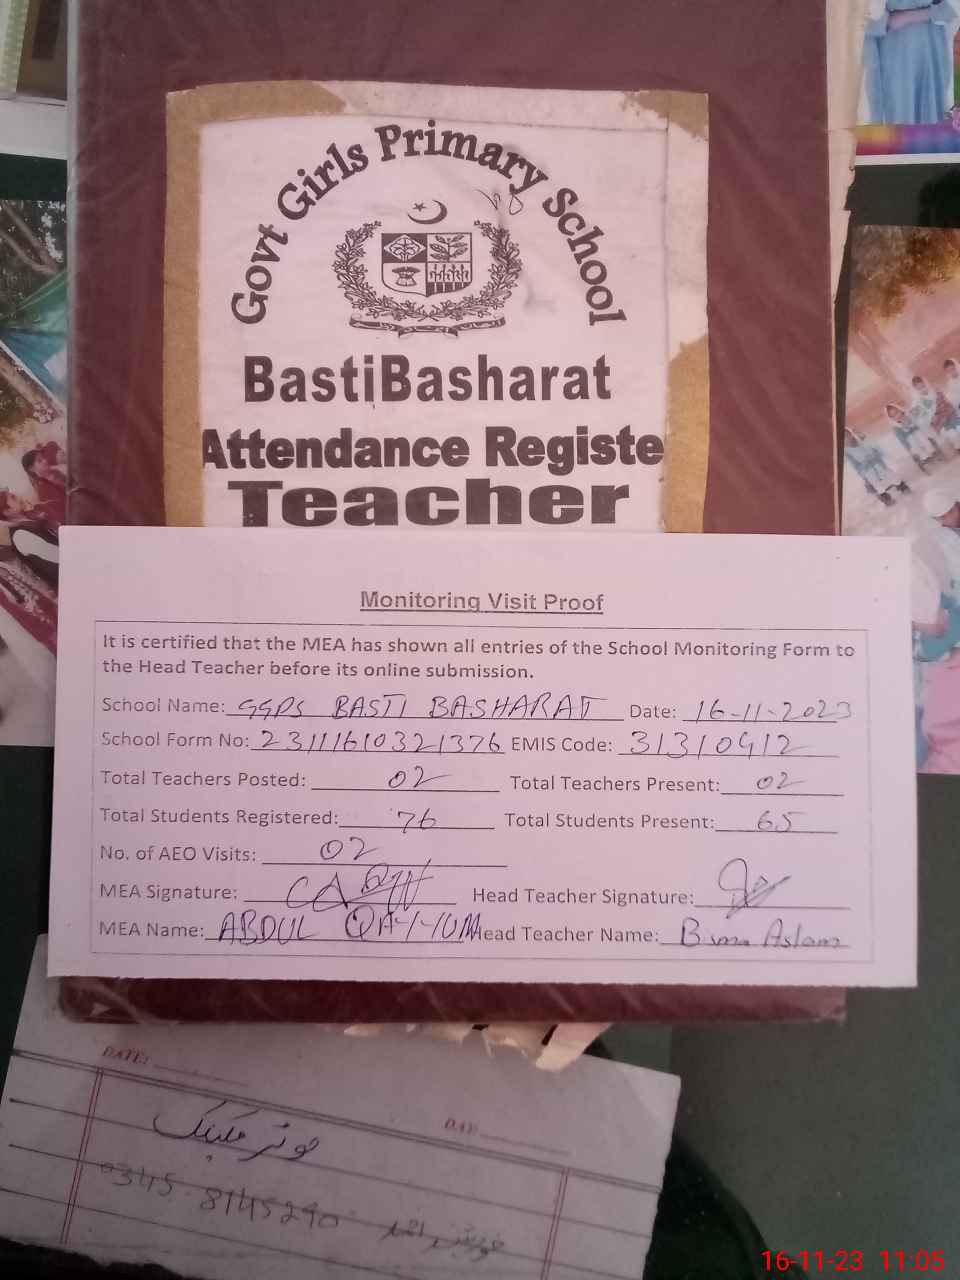 Govt Girls Primary School
BastiBasharat
Attendance Registe
Teacher
Monitoring Visit Proof
It is certified that the MEA has shown all entries of the School Monitoring Form to
the Head Teacher before its online submission.
School Name: GGPS BASTI BASHARAT Date: 16-11-2023
School Form No: 23111610321376 EMIS Code: 31310412
Total Teachers Posted: 02 Total Teachers Present: 02
Total Students Registered: 76 Total Students Present: 65
No. of AEO Visits: 02
MEA Signature: Head Teacher Signature:
MEA Name: ABDUL QAYYUM Head Teacher Name: Aslam
DATE:
DATE
0345 8145290
16-11-23 11:05